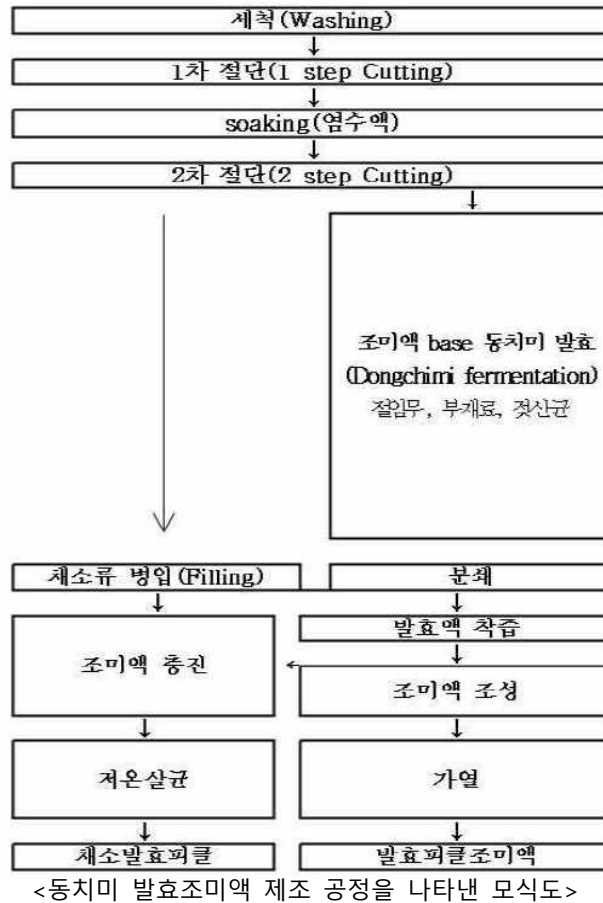 세척(Washing)
↓
1차 절단(1 step Cutting)
↓
soaking(염수액)
↓
2차 절단(2 step Cutting)
↓
조미액 base 동치미 발효
(Dongchimi fermentation)
절임무, 부재료, 젖산균
채소류 병입(Filling)
분쇄
↓
↓
발효액 착즙
조미액 충진
↓
←
조미액 조성
↓
↓
저온살균
가열
↓
↓
채소발효피클
발효피클조미액
<동치미 발효조미액 제조 공정을 나타낸 모식도>